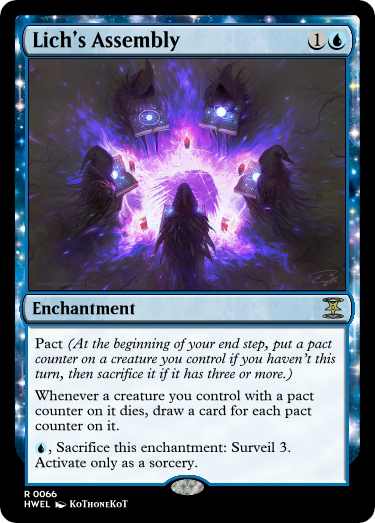 Lich's Assembly 1
Enchantment
Pact (At the beginning of your end step, put a pact
counter on a creature you control if you haven't this
turn, then sacrifice it if it has three or more.)
Whenever a creature you control with a pact
counter on it dies, draw a card for each pact
counter on it.
, Sacrifice this enchantment: Surveil 3.
Activate only as a sorcery.
R 0066
HWEL KoThoneKoT